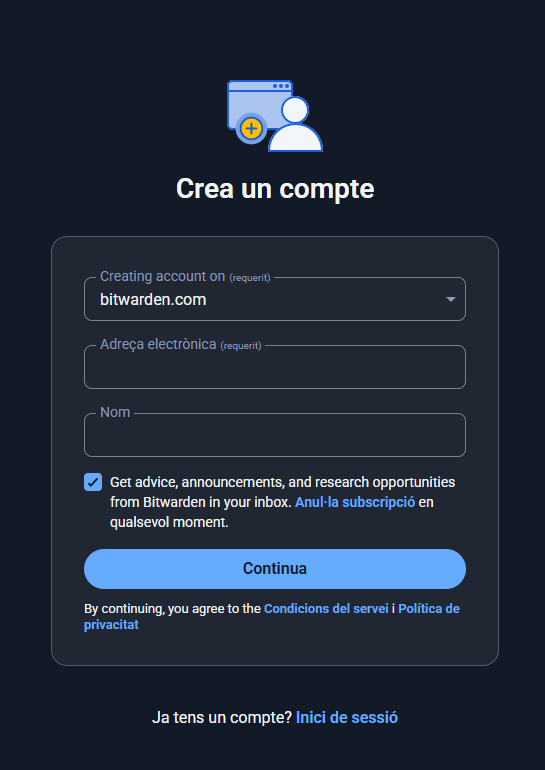 Crea un compte
Creating account on (requerit)
bitwarden.com
Adreça electrònica (requerit)
Nom
Get advice, announcements, and research opportunities
from Bitwarden in your inbox. Anul·la subscripció en
qualsevol moment.
Continua
By continuing, you agree to the Condicions del servei i Política de
privacitat
Ja tens un compte? Inici de sessió